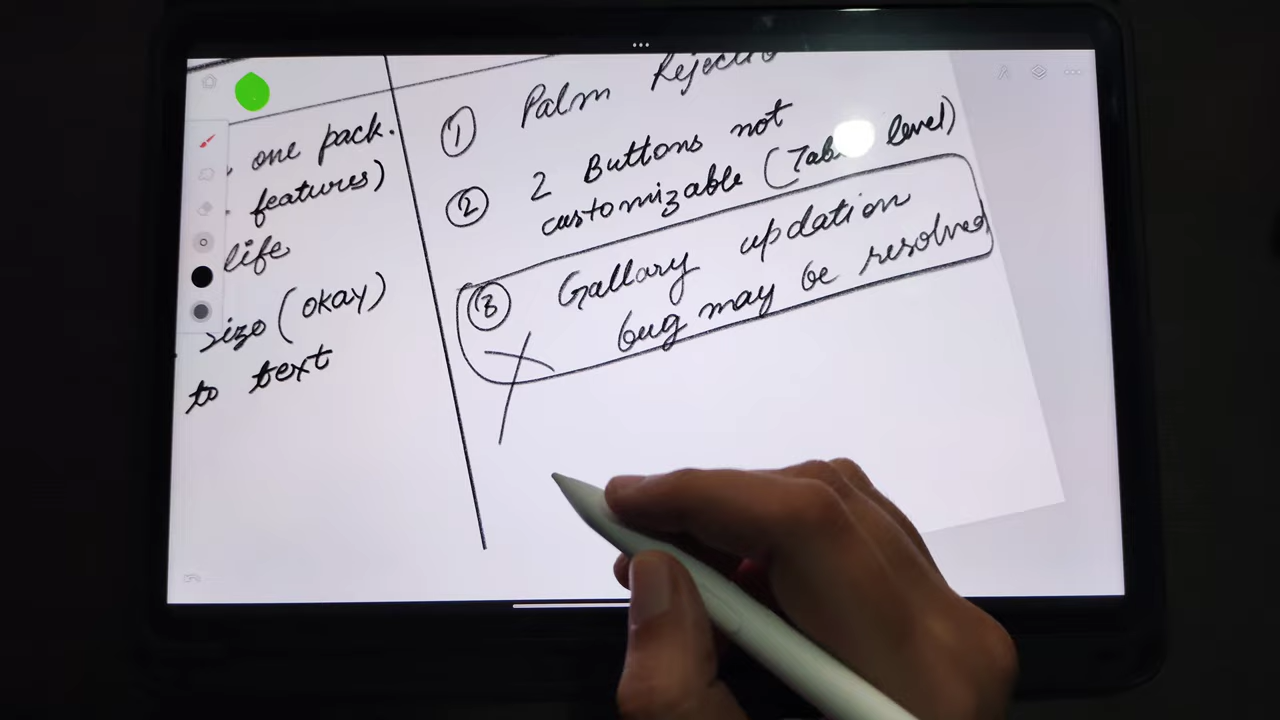 one pack.
features)
life
size (okay)
to text
① Palm
② 2 Buttons not
customizable ( level)
③ Gallary updation
bug may be resolved